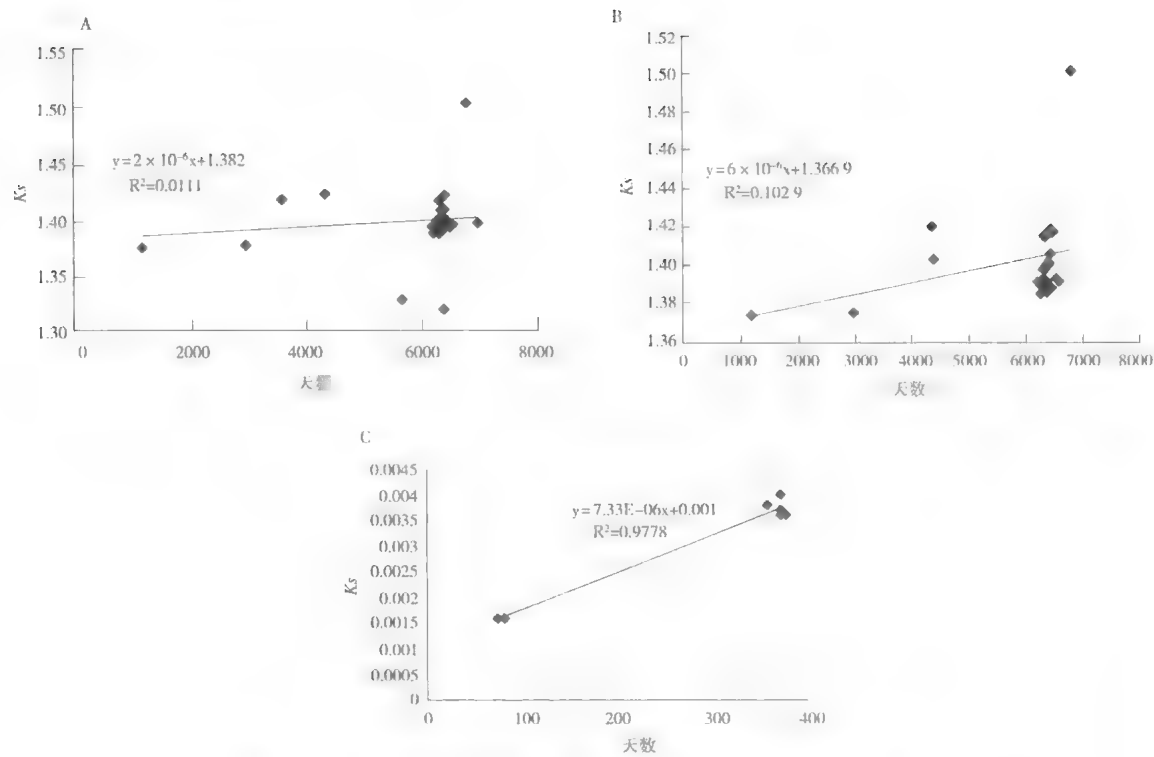 A
1.55
1.50
1.45
1.40
1.35
1.30
Ks
y=2×10⁻⁶x+1.382
R²=0.0111
0 2000 4000 6000 8000
天
B
1.52
1.50
1.48
1.46
1.44
1.42
1.40
1.38
1.36
Ks
y=6×10⁻⁶x+1.366 9
R²=0.102 9
0 1000 2000 3000 4000 5000 6000 7000 8000
天数
C
0.0045
0.004
0.0035
0.003
0.0025
0.002
0.0015
0.001
0.0005
0
Ks
y=7.33E-06x+0.001
R²=0.9778
0 100 200 300 400
天数